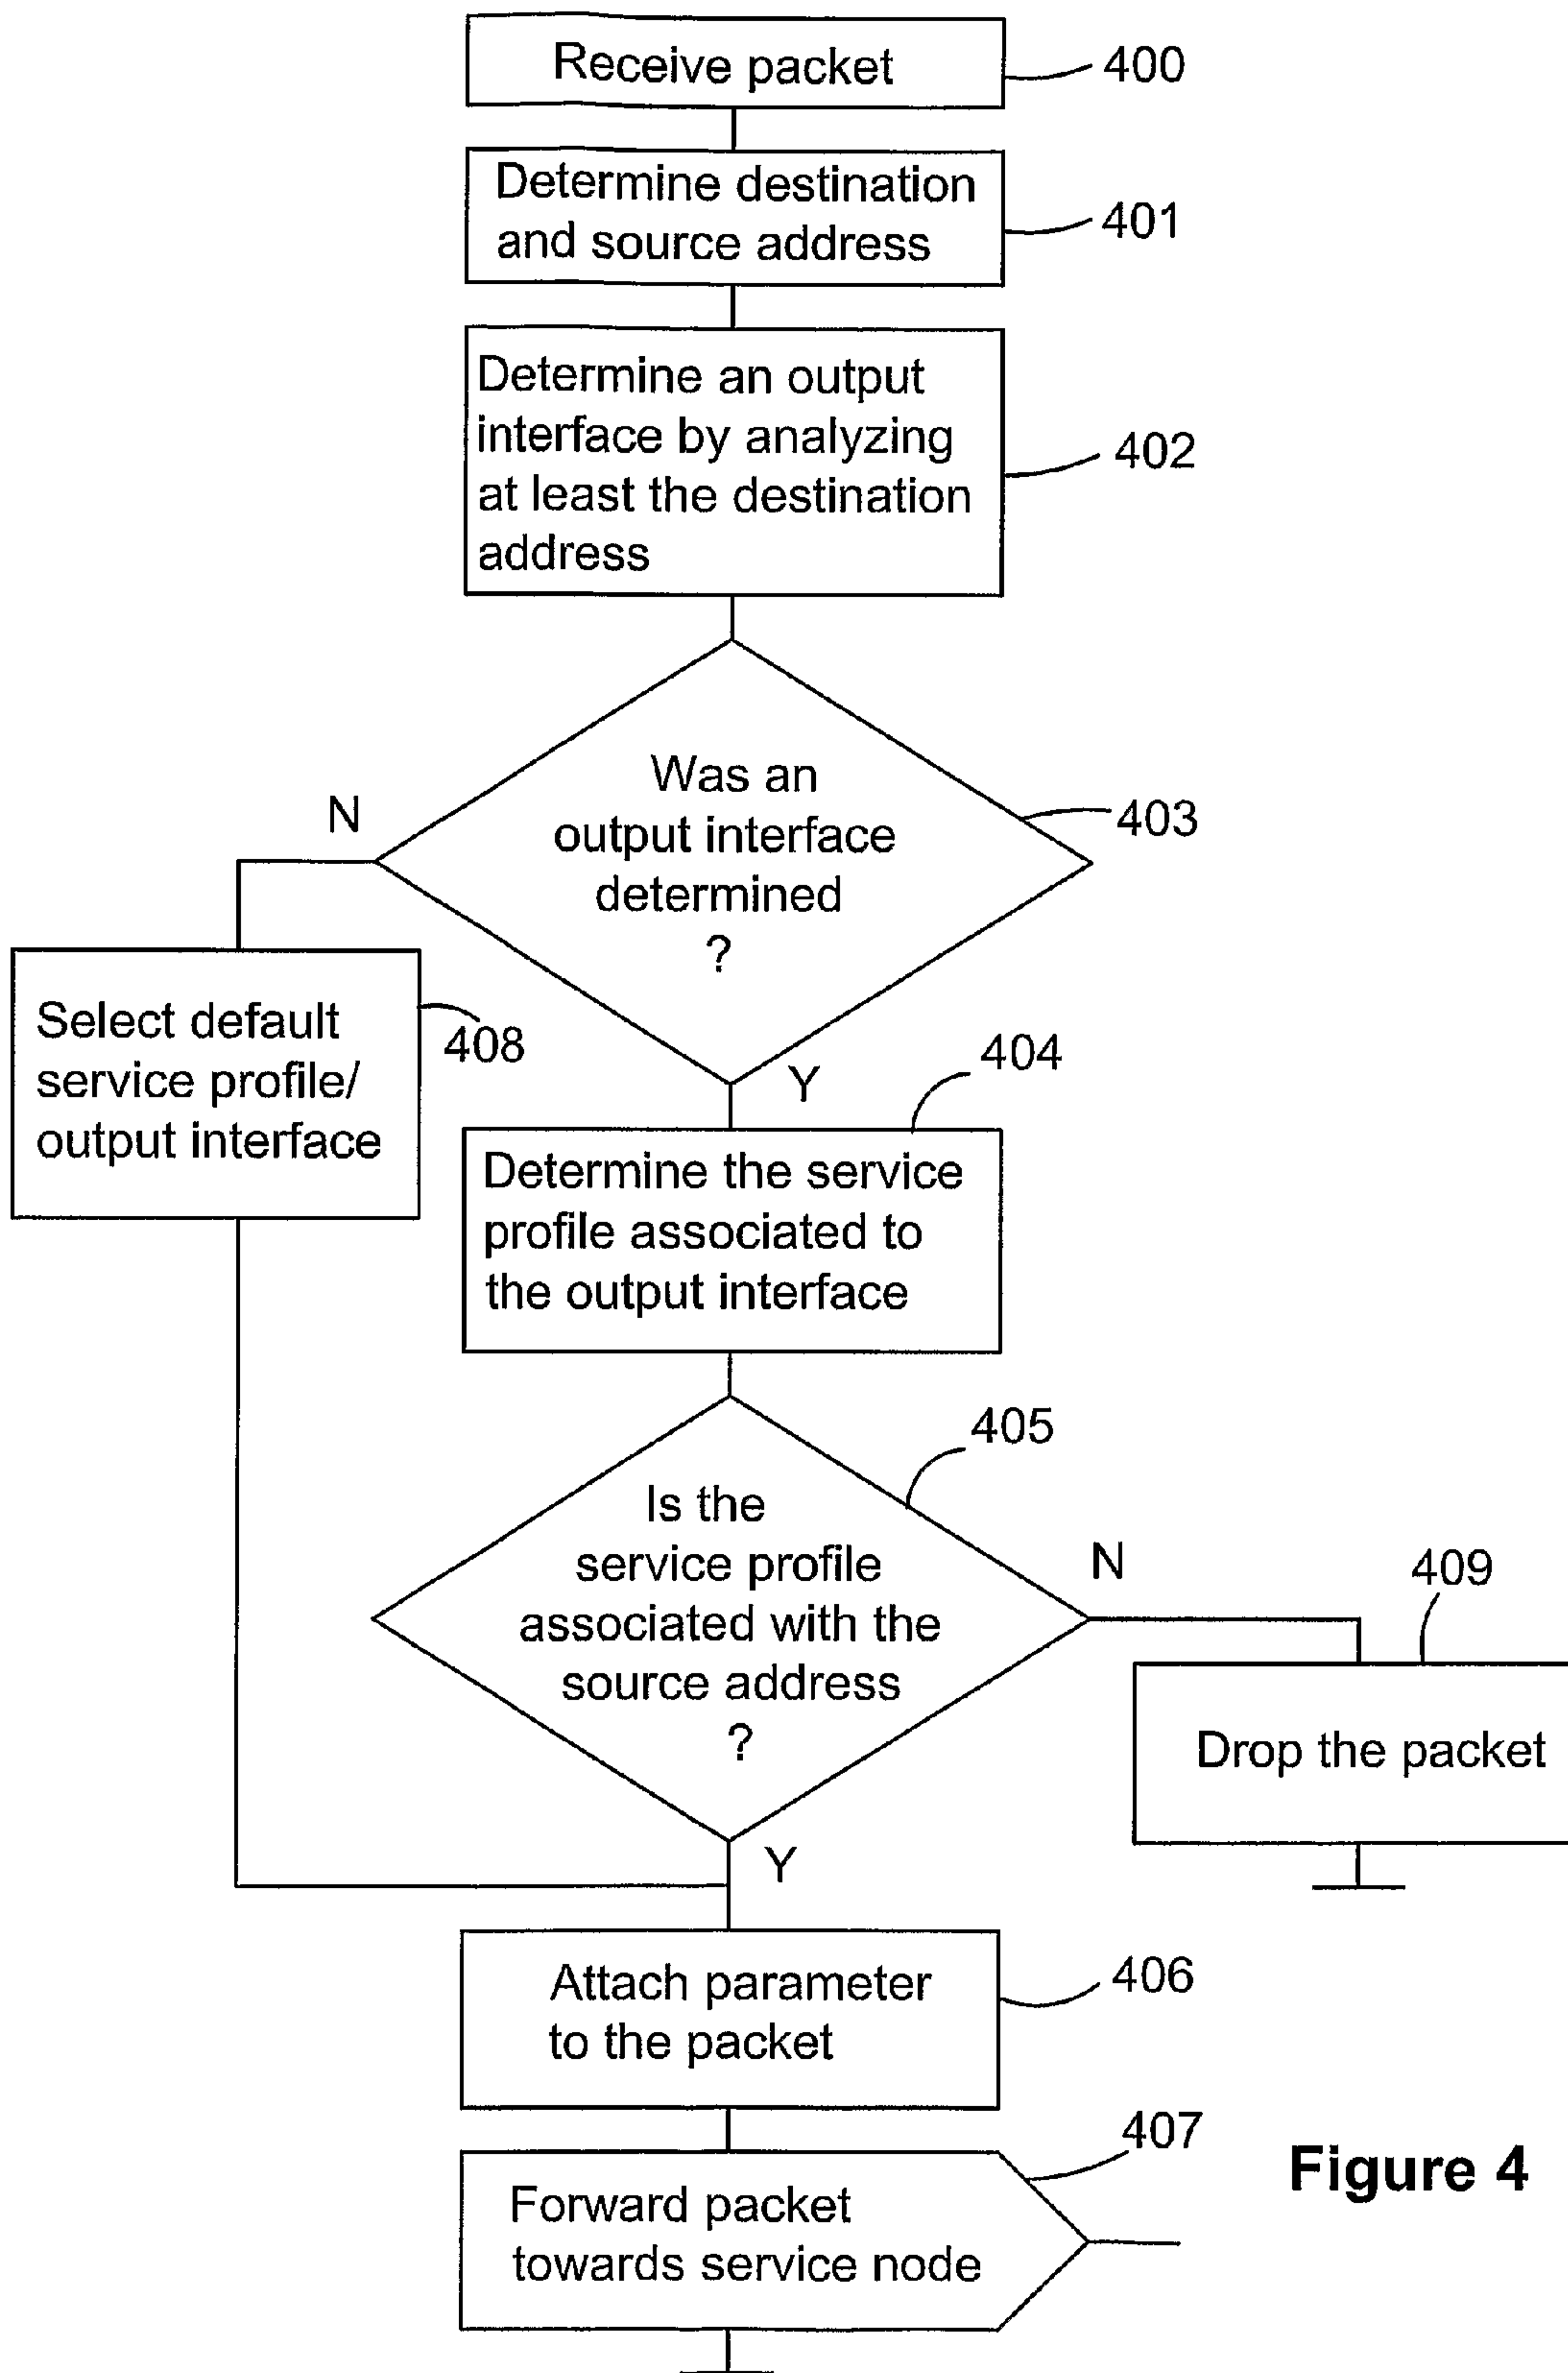 Receive packet
400
Determine destination
and source address
401
Determine an output
interface by analyzing
at least the destination
address
402
Was an
output interface
determined
?
403
N
Y
Select default
service profile/
output interface
408
404
Determine the service
profile associated to
the output interface
405
Is the
service profile
associated with the
source address
?
N
Y
409
Drop the packet
Attach parameter
to the packet
406
407
Forward packet
towards service node
Figure 4